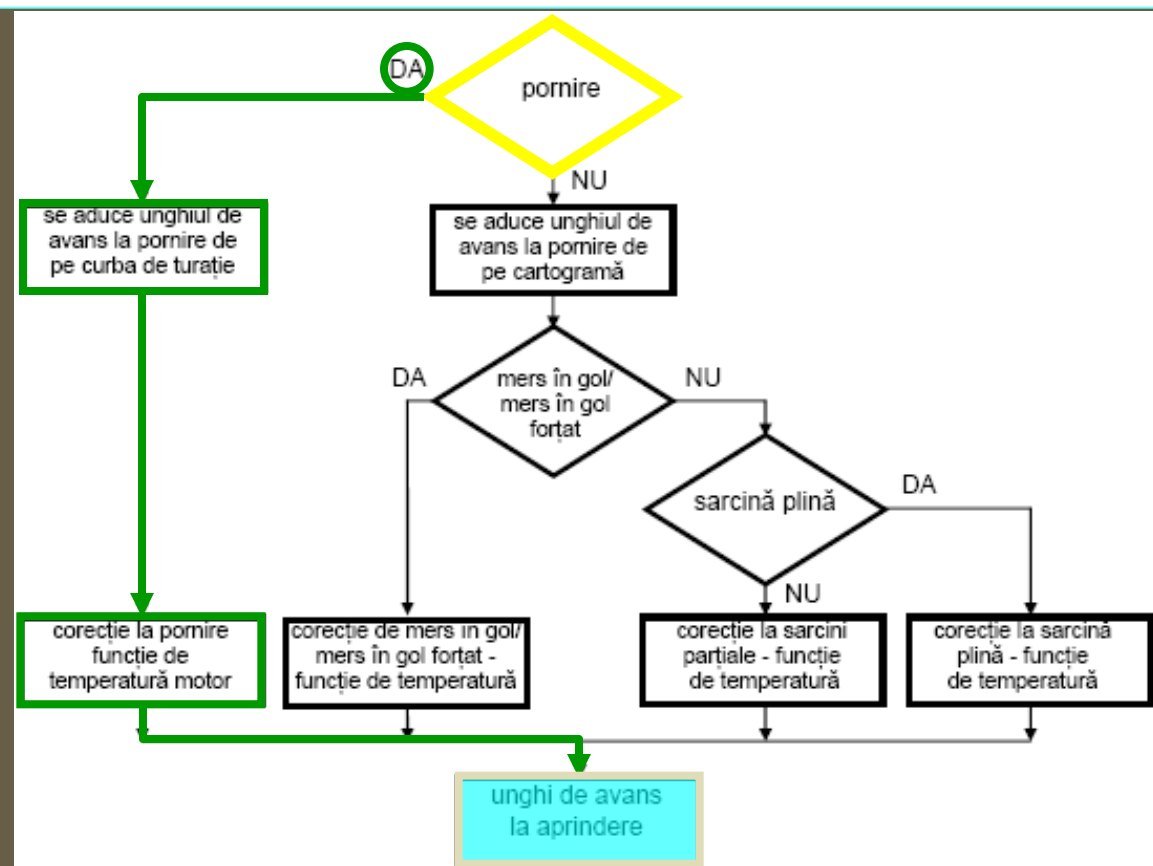 DA
pornire
NU
se aduce unghiul de
avans la pornire de
pe curba de turație
se aduce unghiul de
avans la pornire de
pe cartogramă
DA
mers în gol/
mers în gol
forțat
NU
sarcină plină
DA
NU
corecție la pornire
funcție de
temperatură motor
corecție de mers în gol/
mers în gol forțat -
funcție de temperatură
corecție la sarcini
parțiale - funcție
de temperatură
corecție la sarcină
plină - funcție
de temperatură
unghi de avans
la aprindere